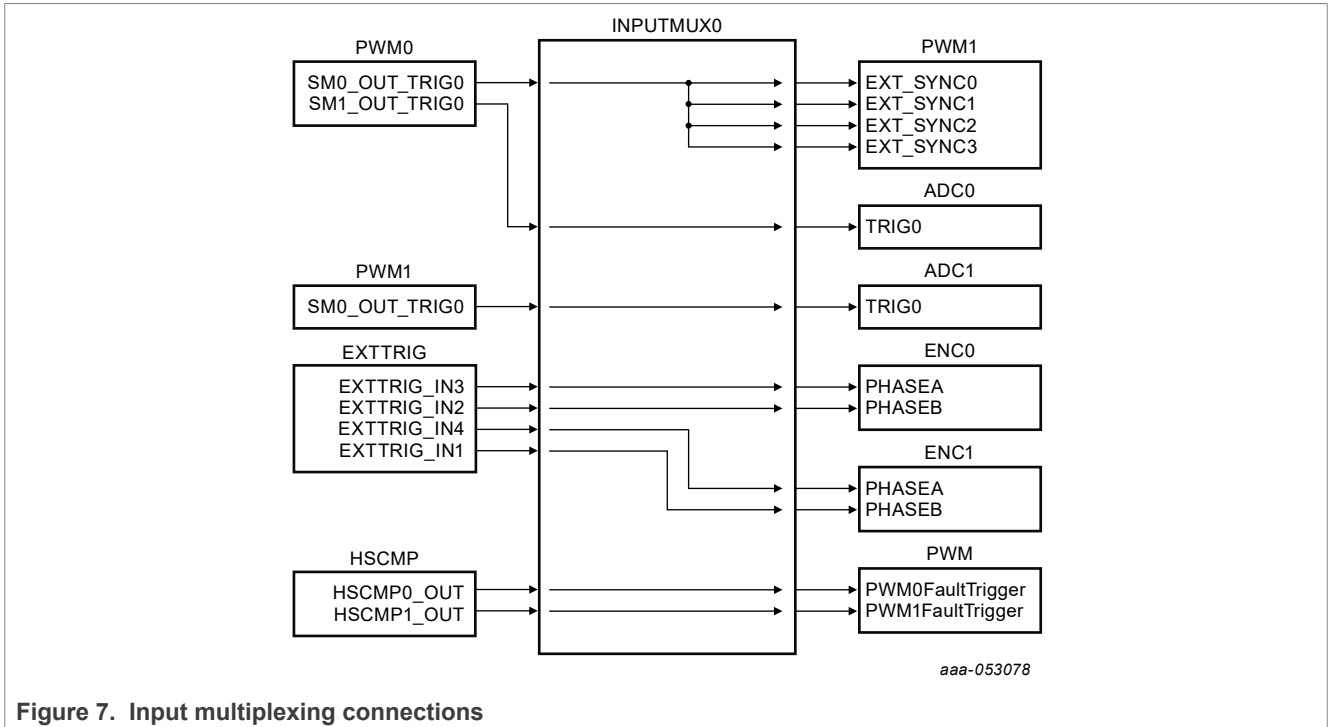 INPUTMUX0
PWM0
SM0_OUT_TRIG0
SM1_OUT_TRIG0
PWM1
EXT_SYNC0
EXT_SYNC1
EXT_SYNC2
EXT_SYNC3
ADC0
TRIG0
PWM1
SM0_OUT_TRIG0
ADC1
TRIG0
EXTTRIG
EXTTRIG_IN3
EXTTRIG_IN2
EXTTRIG_IN4
EXTTRIG_IN1
ENC0
PHASEA
PHASEB
ENC1
PHASEA
PHASEB
HSCMP
HSCMP0_OUT
HSCMP1_OUT
PWM
PWM0FaultTrigger
PWM1FaultTrigger
aaa-053078
Figure 7. Input multiplexing connections